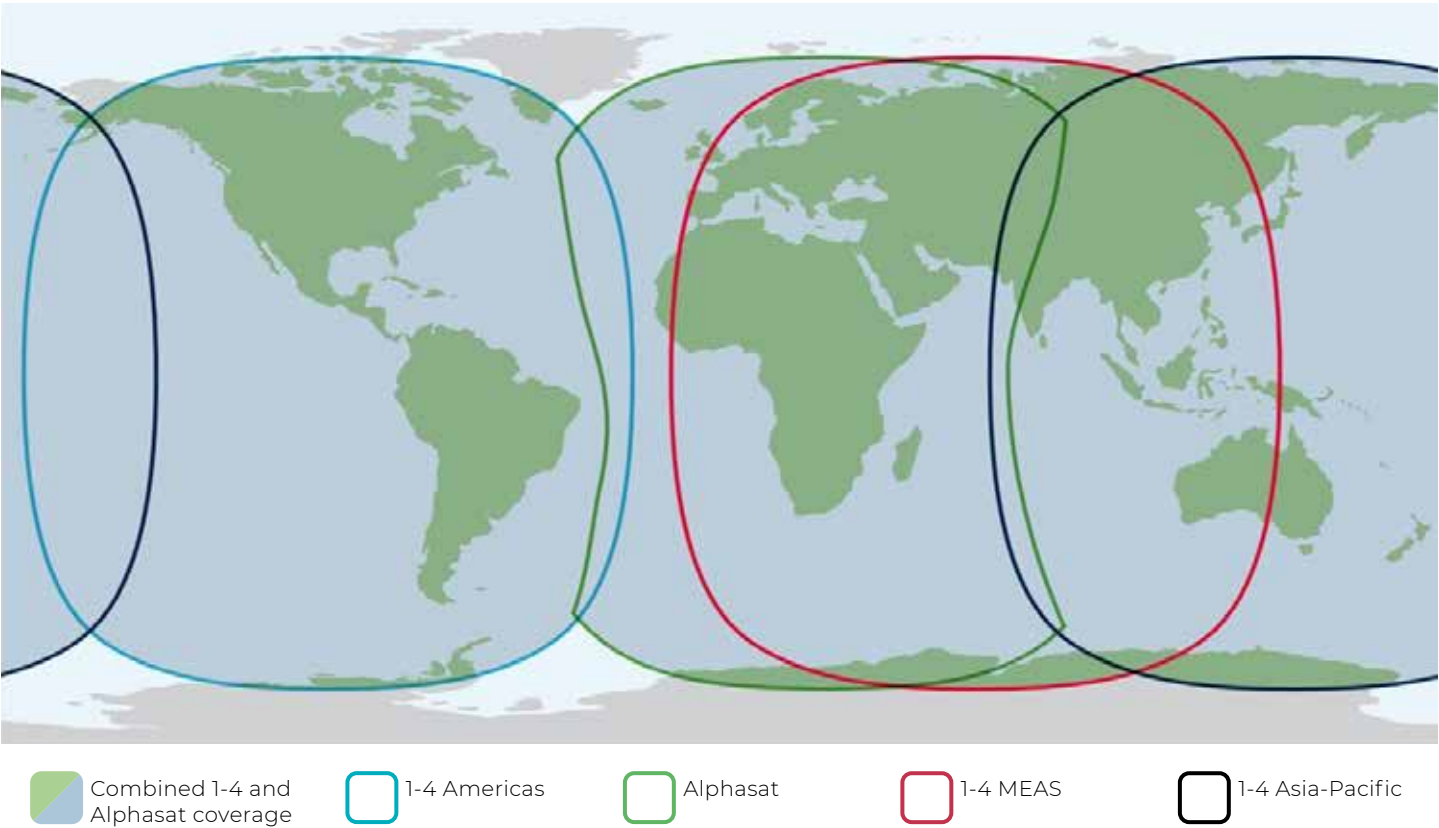 Combined 1-4 and
Alphasat coverage
1-4 Americas
Alphasat
1-4 MEAS
1-4 Asia-Pacific